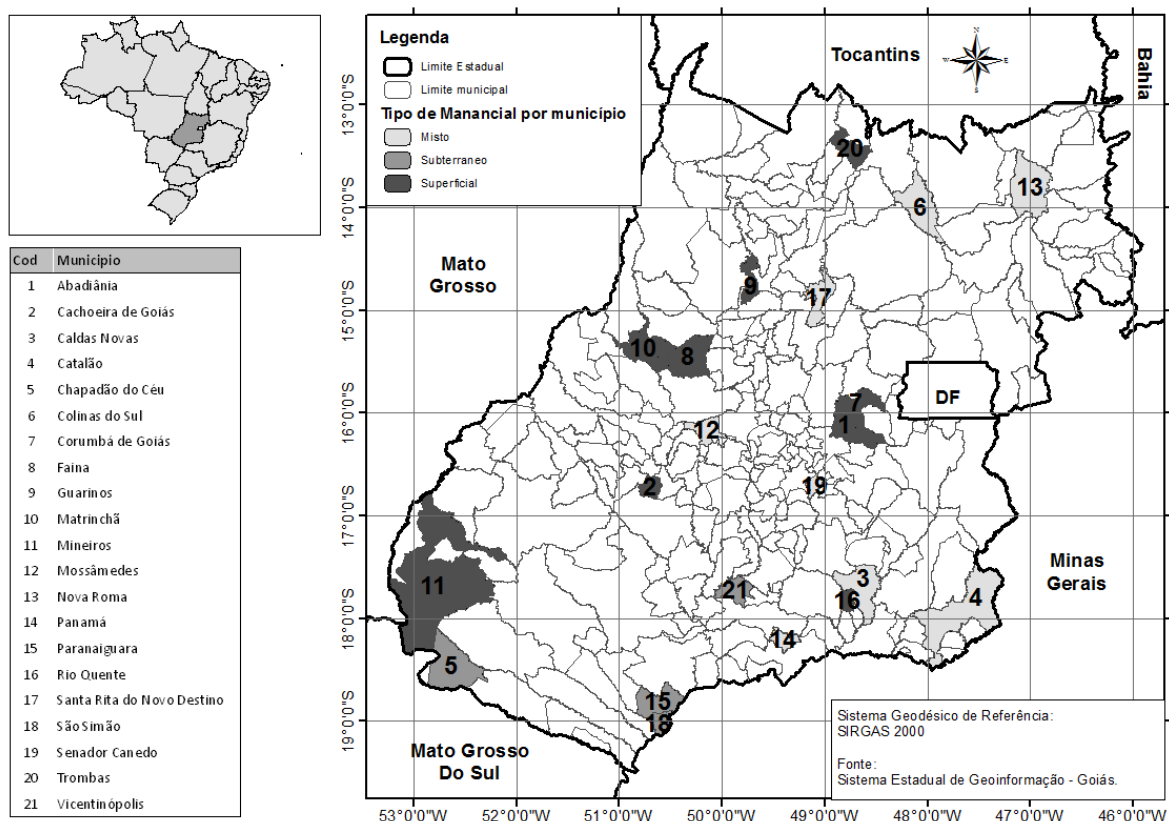 Legenda
Limite Estadual
Limite municipal
Tipo de Manancial por município
Misto
Subterraneo
Superficial
Tocantins
N
W
E
S
Bahia
Mato
Grosso
DF
Minas
Gerais
Mato Grosso
Do Sul
20
6
13
9
17
10
8
7
1
12
2
19
11
3
16
4
21
14
5
15
18
13°0'0"S
14°0'0"S
15°0'0"S
16°0'0"S
17°0'0"S
18°0'0"S
19°0'0"S
53°0'0"W
52°0'0"W
51°0'0"W
50°0'0"W
49°0'0"W
48°0'0"W
47°0'0"W
46°0'0"W
Cod Municipio
1 Abadiânia
2 Cachoeira de Goiás
3 Caldas Novas
4 Catalão
5 Chapadão do Céu
6 Colinas do Sul
7 Corumbá de Goiás
8 Faina
9 Guarinos
10 Matrinchã
11 Mineiros
12 Mossâmedes
13 Nova Roma
14 Panamá
15 Paranaiguara
16 Rio Quente
17 Santa Rita do Novo Destino
18 São Simão
19 Senador Canedo
20 Trombas
21 Vicentinópolis
Sistema Geodésico de Referência:
SIRGAS 2000
Fonte:
Sistema Estadual de Geoinformação - Goiás.